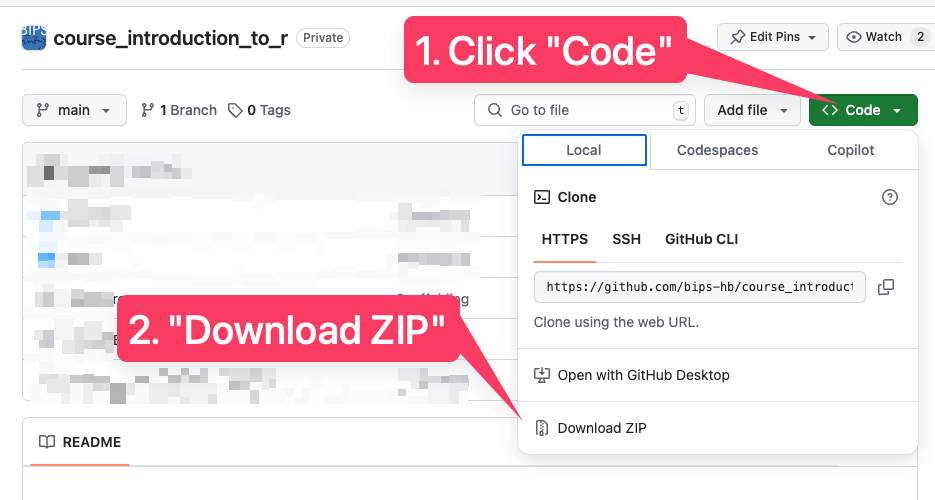 BIPS
course_introduction_to_r Private
1. Click "Code"
Edit Pins
Watch 2
main
1 Branch
0 Tags
Go to file t
Add file
Code
Local Codespaces Copilot
Clone
HTTPS SSH GitHub CLI
https://github.com/bips-hb/course_introduct
Clone using the web URL.
2. "Download ZIP"
Open with GitHub Desktop
Download ZIP
README